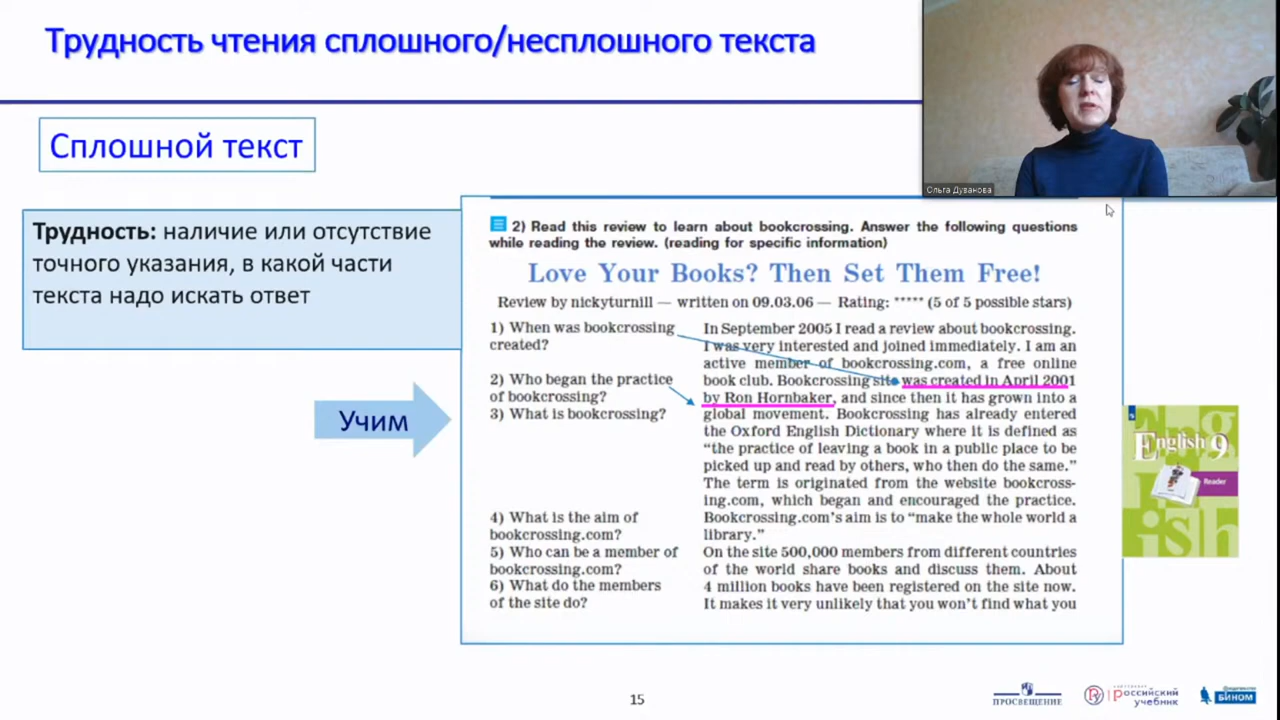 Трудность чтения сплошного/несплошного текста
Ольга Дуванова
Сплошной текст
Трудность: наличие или отсутствие
точного указания, в какой части
текста надо искать ответ
Учим
2) Read this review to learn about bookcrossing. Answer the following questions
while reading the review. (reading for specific information)
Love Your Books? Then Set Them Free!
Review by nickyturnill — written on 09.03.06 — Rating: ***** (5 of 5 possible stars)
1) When was bookcrossing
created?
2) Who began the practice
of bookcrossing?
3) What is bookcrossing?
4) What is the aim of
bookcrossing.com?
5) Who can be a member of
bookcrossing.com?
6) What do the members
of the site do?
In September 2005 I read a review about bookcrossing.
I was very interested and joined immediately. I am an
active member of bookcrossing.com, a free online
book club. Bookcrossing site was created in April 2001
by Ron Hornbaker, and since then it has grown into a
global movement. Bookcrossing has already entered
the Oxford English Dictionary where it is defined as
“the practice of leaving a book in a public place to be
picked up and read by others, who then do the same.”
The term is originated from the website bookcross-
ing.com, which began and encouraged the practice.
Bookcrossing.com’s aim is to “make the whole world a
library.”
On the site 500,000 members from different countries
of the world share books and discuss them. About
4 million books have been registered on the site now.
It makes it very unlikely that you won’t find what you
English 9
Reader
ish
15
ПРОСВЕЩЕНИЕ
российский
учебник
БИНОМ